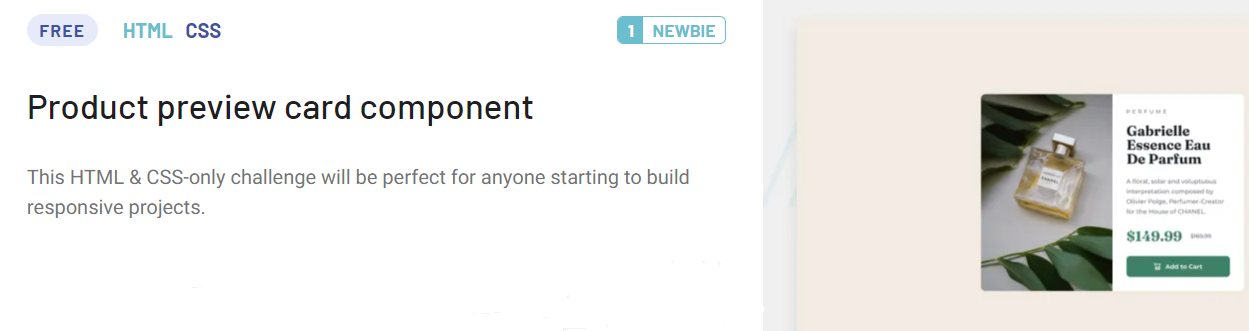 FREE HTML CSS
1 NEWBIE
Product preview card component
This HTML & CSS-only challenge will be perfect for anyone starting to build
responsive projects.
PERFUME
Gabrielle
Essence Eau
De Parfum
A floral, solar and voluptuous
interpretation composed by
Olivier Polge, Perfumer-Creator
for the House of CHANEL.
$149.99
Add to Cart
CHANEL